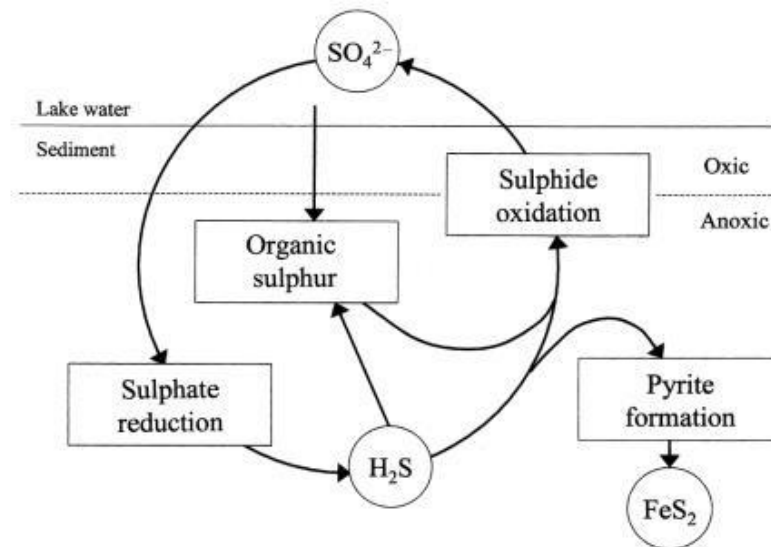 SO₄²⁻
Lake water
Sediment
Sulphide
oxidation
Oxic
Anoxic
Organic
sulphur
Sulphate
reduction
Pyrite
formation
H₂S
FeS₂